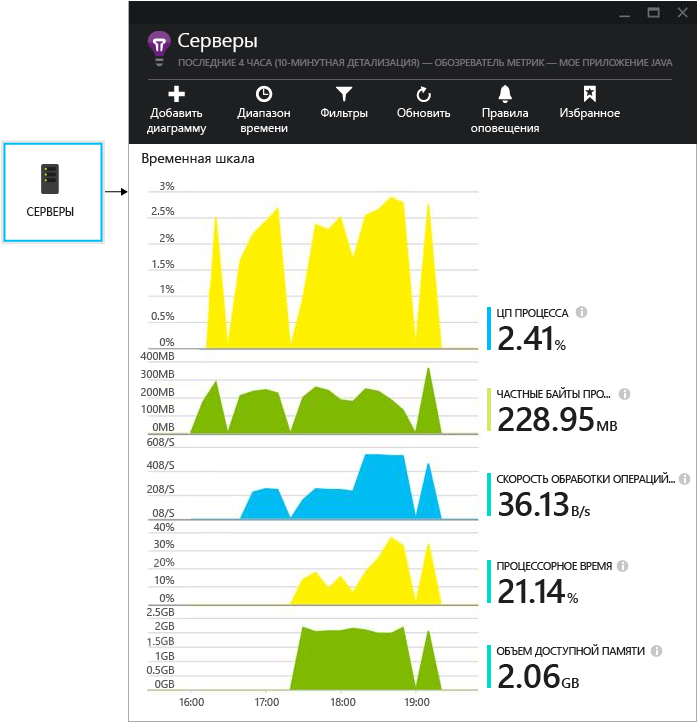 Серверы
ПОСЛЕДНИЕ 4 ЧАСА (10-МИНУТНАЯ ДЕТАЛИЗАЦИЯ) — ОБОЗРЕВАТЕЛЬ МЕТРИК — МОЕ ПРИЛОЖЕНИЕ JAVA
Добавить диаграмму
Диапазон времени
Фильтры
Обновить
Правила оповещения
Избранное
СЕРВЕРЫ
Временная шкала
3%
2.5%
2%
1.5%
1%
0.5%
0%
ЦП ПРОЦЕССА
2.41%
400MB
300MB
200MB
100MB
0MB
ЧАСТНЫЕ БАЙТЫ ПРО...
228.95MB
608/S
408/S
208/S
08/S
СКОРОСТЬ ОБРАБОТКИ ОПЕРАЦИЙ...
36.13B/s
40%
30%
20%
10%
0%
ПРОЦЕССОРНОЕ ВРЕМЯ
21.14%
2.5GB
2GB
1.5GB
1GB
0.5GB
0GB
ОБЪЕМ ДОСТУПНОЙ ПАМЯТИ
2.06GB
16:00 17:00 18:00 19:00